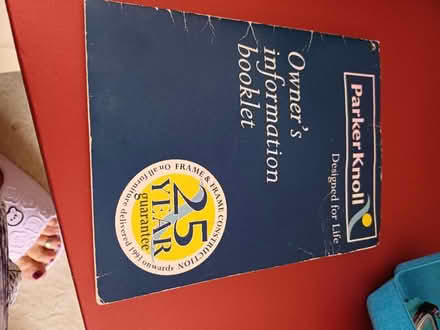 Parker Knoll
Designed for Life
Owner's
information
booklet
FRAME & FRAME CONSTRUCTION
25
YEAR
guarantee
On all furniture delivered 1991 onwards